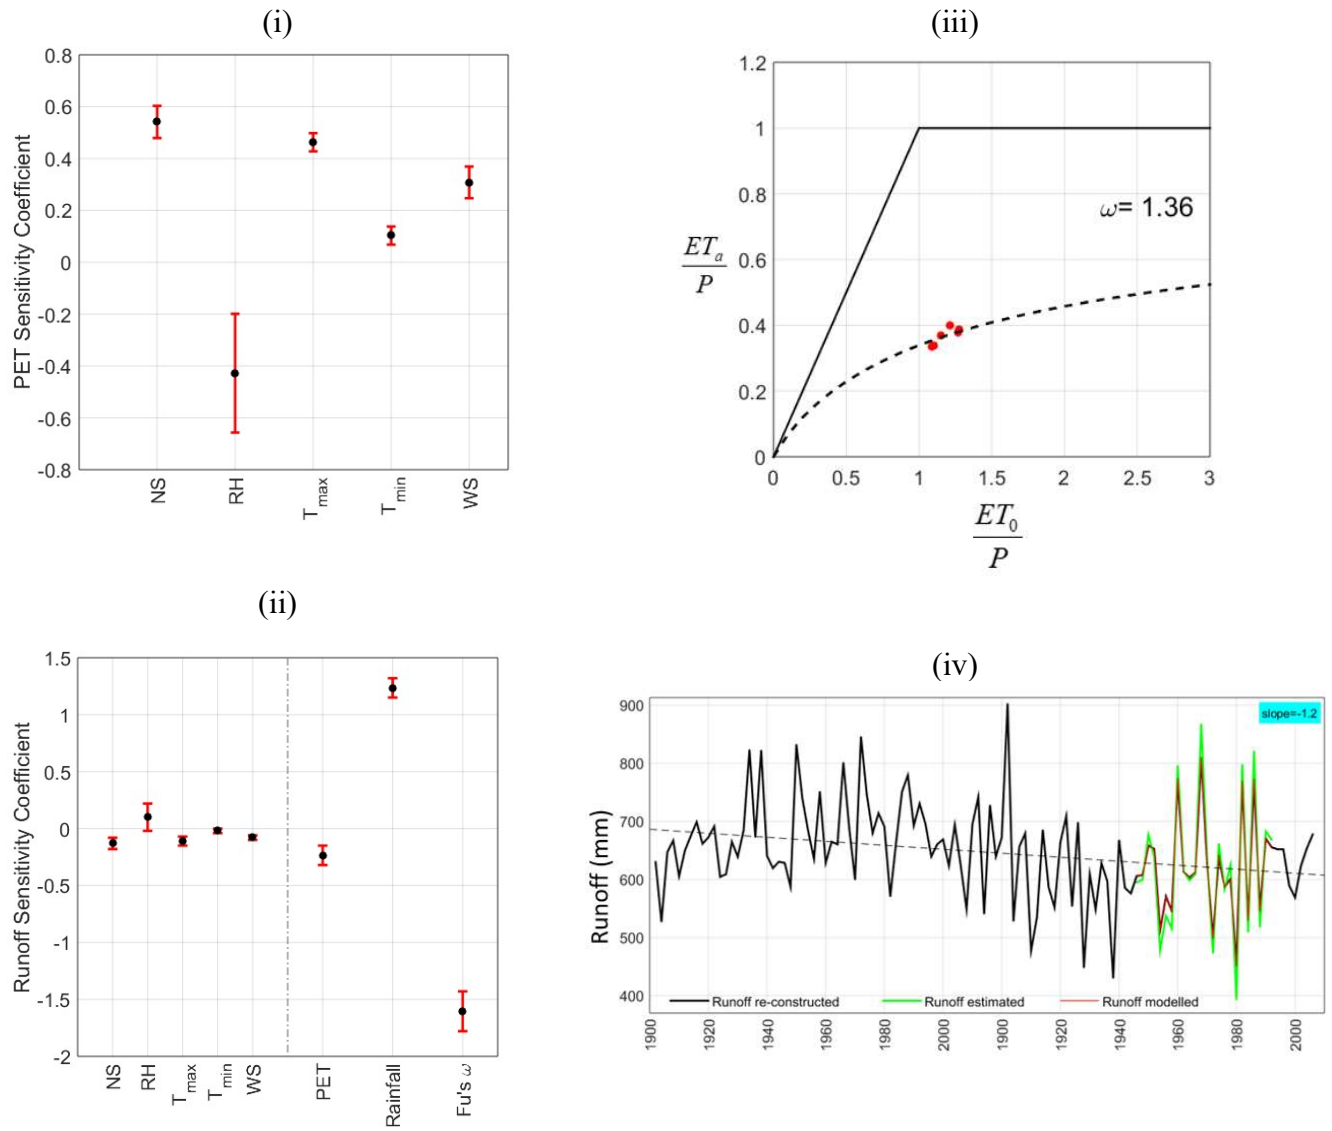 (i)
PET Sensitivity Coefficient
0.8
0.6
0.4
0.2
0
-0.2
-0.4
-0.6
-0.8
NS
RH
Tmax
Tmin
WS
(iii)
ETa
P
1.2
1
0.8
0.6
0.4
0.2
0
ω= 1.36
0
0.5
1
1.5
2
2.5
3
ET0
P
(ii)
Runoff Sensitivity Coefficient
1.5
1
0.5
0
-0.5
-1
-1.5
-2
NS
RH
Tmax
Tmin
WS
PET
Rainfall
Fu's ω
(iv)
Runoff (mm)
900
800
700
600
500
400
slope=-1.2
Runoff re-constructed
Runoff estimated
Runoff modelled
1900
1920
1940
1960
1980
2000
1900
1920
1940
1960
1980
2000